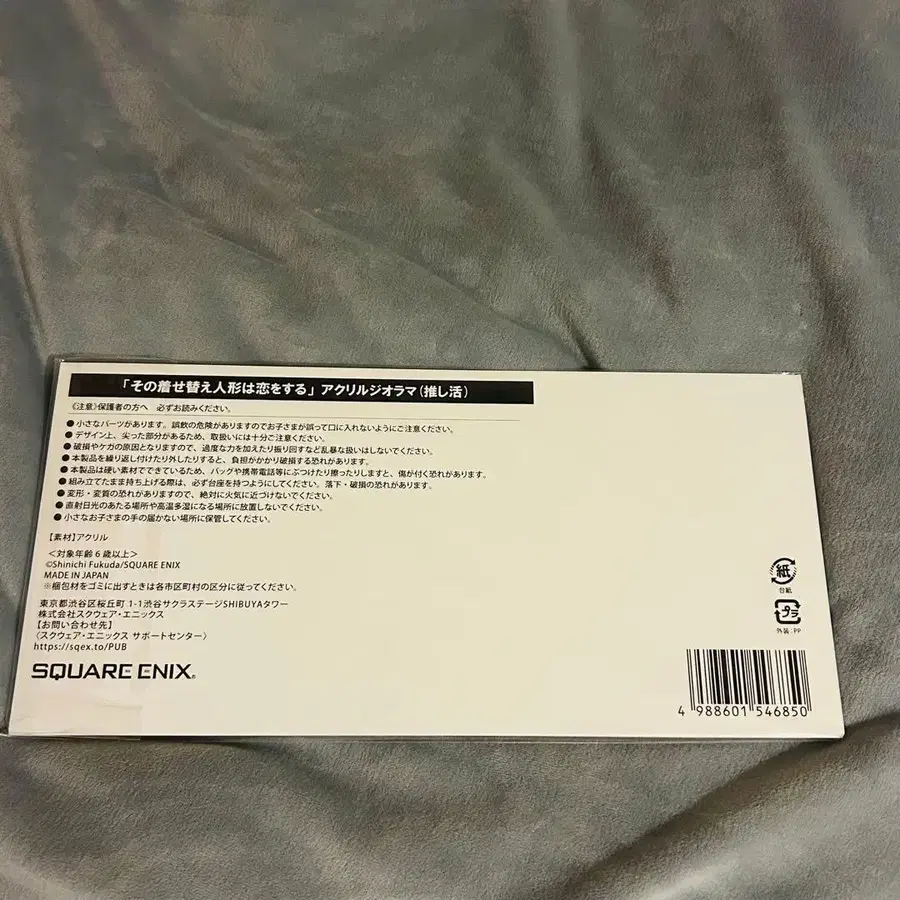 「その着せ替え人形は恋をする」アクリルジオラマ(推し活)
《注意》保護者の方へ 必ずお読みください。
●小さなパーツがあります。誤飲の危険がありますのでお子さまが誤って口に入れないようにご注意ください。
●デザイン上、尖った部分があるため、取扱いには十分ご注意ください。
●破損やケガの原因となりますので、過度な力を加えたり振り回すなど乱暴な扱いはしないでください。
●本製品を繰り返し付けたり外したりすると、負担がかかり破損する恐れがあります。
●本製品は硬い素材でできているため、バッグや携帯電話等にぶつけたり擦ったりしますと、傷が付く恐れがあります。
●組み立てたまま持ち上げる際は、必ず台座を持つようにしてください。落下・破損の恐れがあります。
●変形・変質の恐れがありますので、絶対に火気に近づけないでください。
●直射日光のあたる場所や高温多湿になる場所に放置しないでください。
●小さなお子さまの手の届かない場所に保管してください。
【素材】アクリル
<対象年齢6歳以上>
©Shinichi Fukuda/SQUARE ENIX
MADE IN JAPAN
※梱包材をゴミに出すときは各市区町村の区分に従ってください。
東京都渋谷区桜丘町1-1渋谷サクラステージSHIBUYAタワー
株式会社スクウェア・エニックス
【お問い合わせ先】
〈スクウェア・エニックス サポートセンター〉
https://sqex.to/PUB
SQUARE ENIX®
紙
台紙
プラ
外装:PP
4 988601 546850